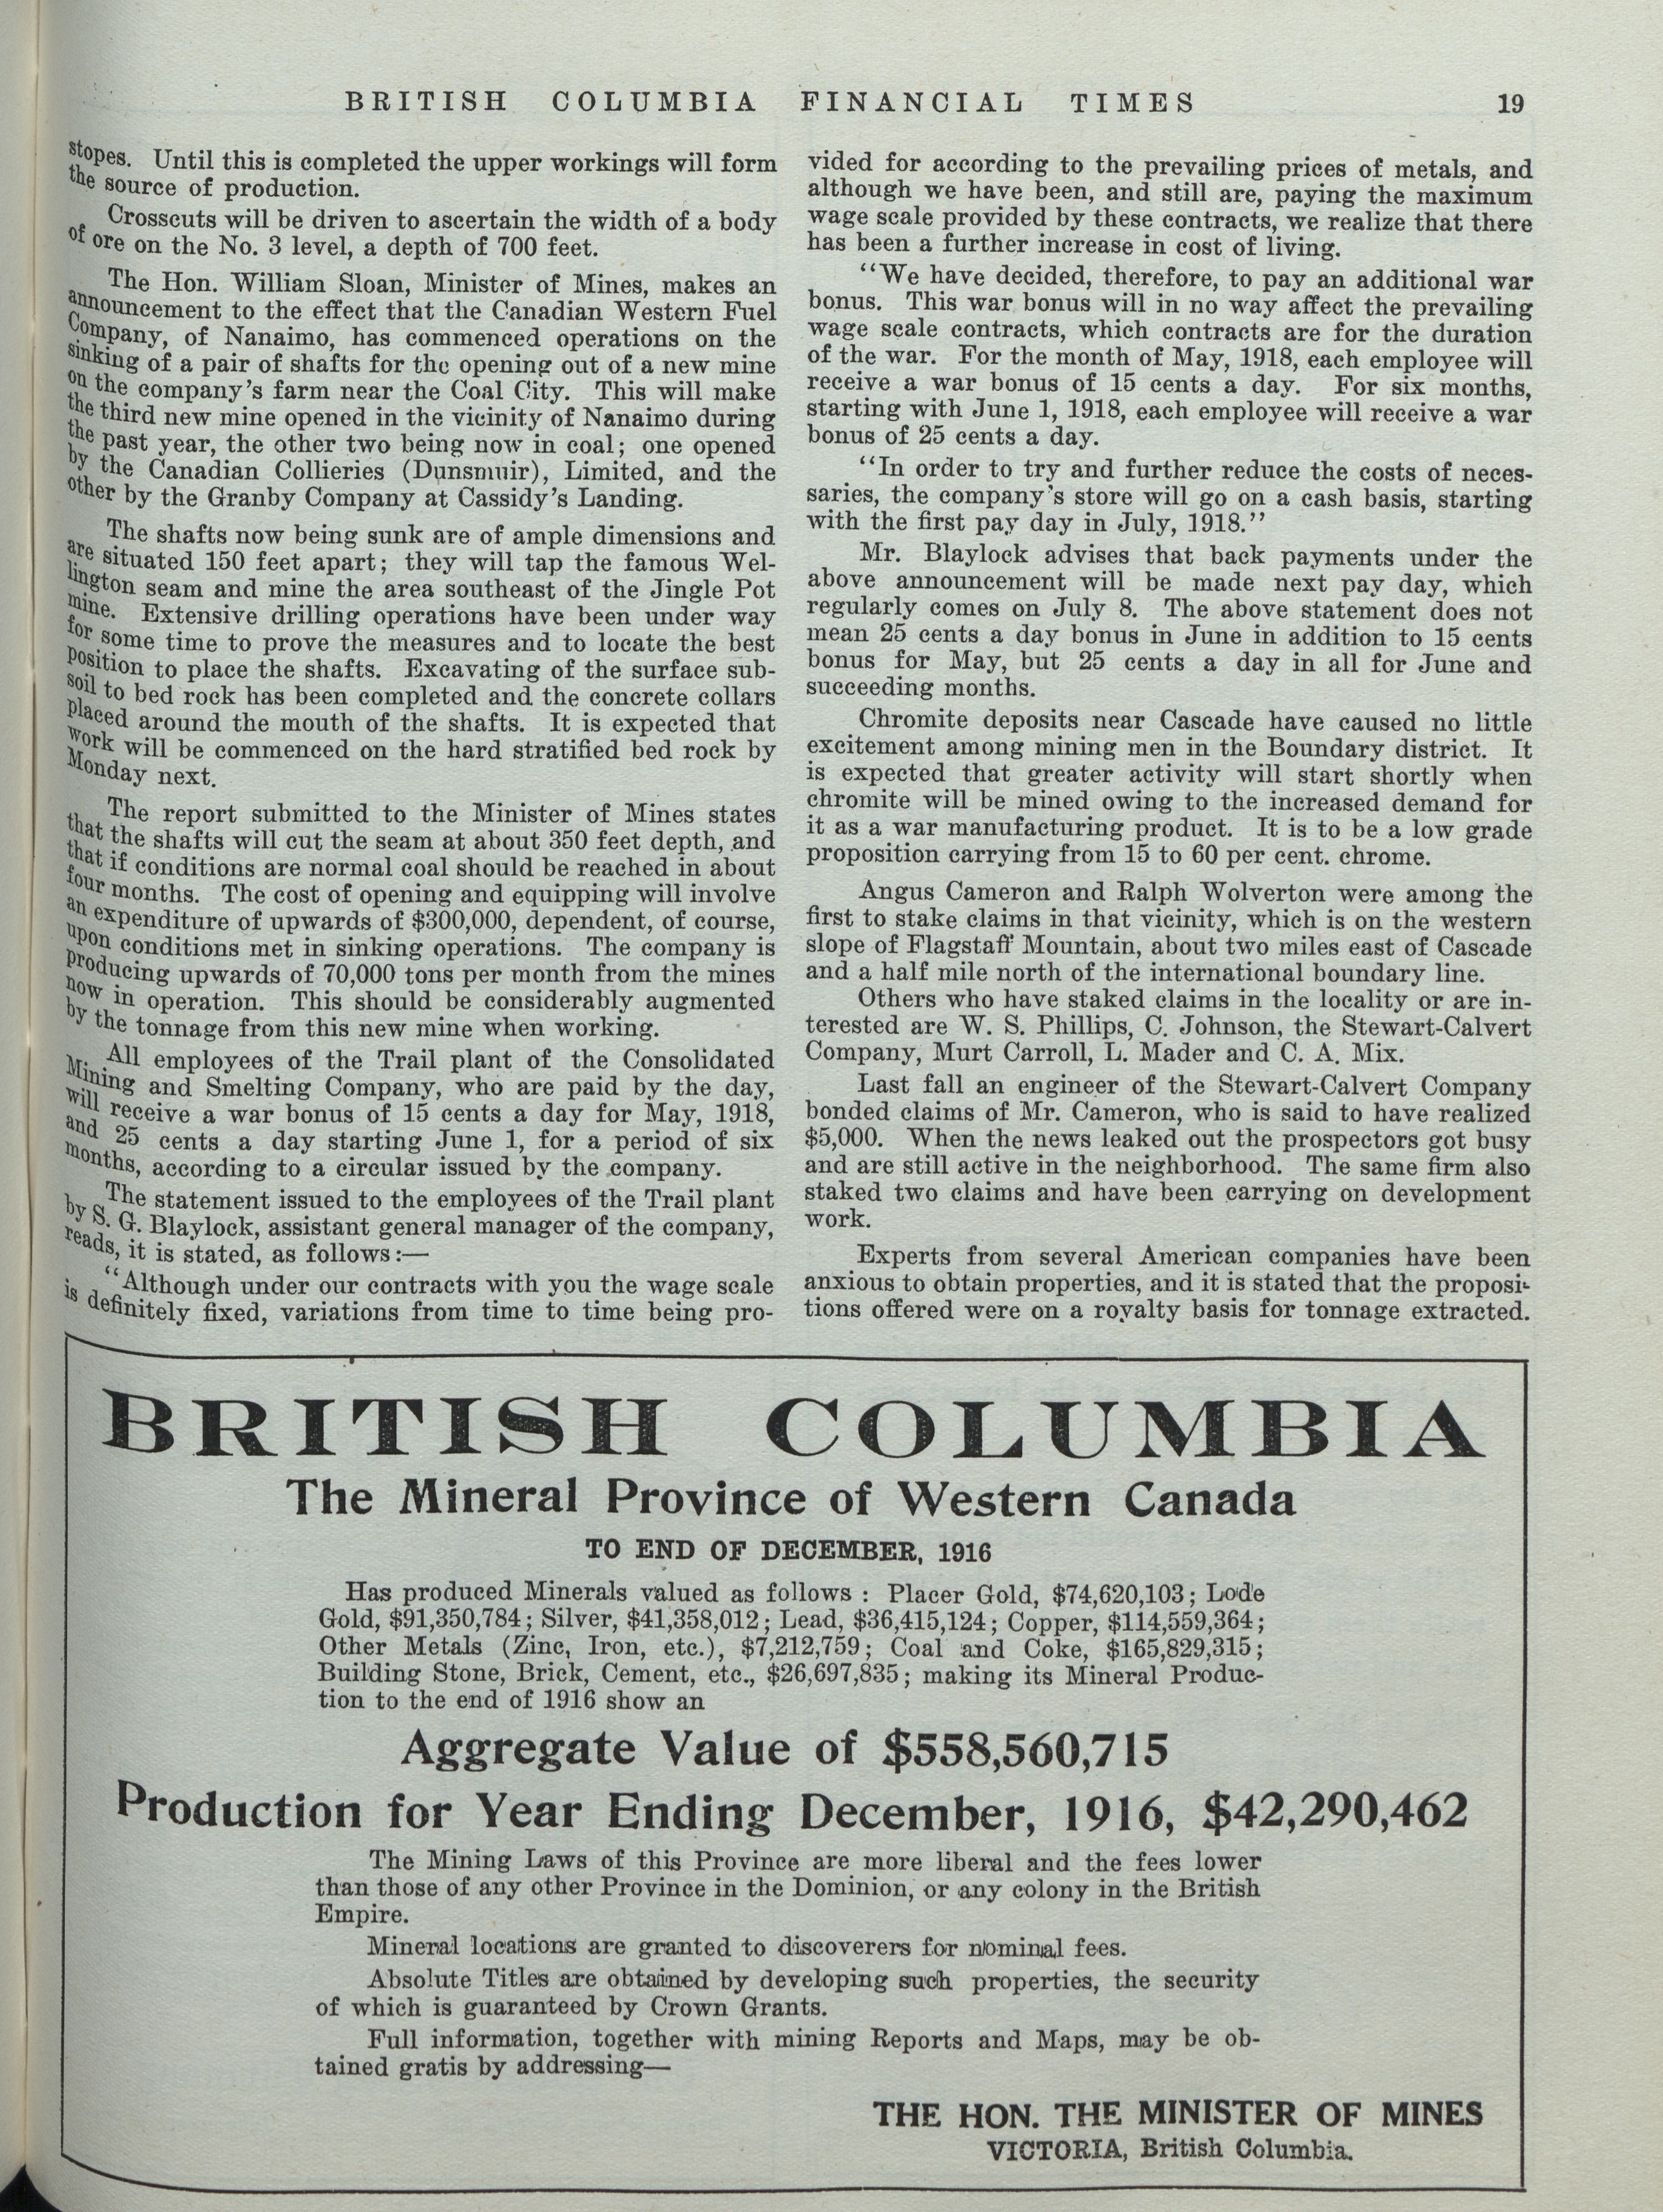 BRITISH COLUMBIA FINANCIAL TIMES 19
stopes. Until this is completed the upper workings will form
the source of production.
Crosscuts will be driven to ascertain the width of a body
of ore on the No. 3 level, a depth of 700 feet.
The Hon. William Sloan, Minister of Mines, makes an
announcement to the effect that the Canadian Western Fuel
Company, of Nanaimo, has commenced operations on the
sinking of a pair of shafts for the opening out of a new mine
on the company's farm near the Coal City. This will make
the third new mine opened in the vicinity of Nanaimo during
the past year, the other two being now in coal; one opened
by the Canadian Collieries (Dunsmuir), Limited, and the
other by the Granby Company at Cassidy's Landing.
The shafts now being sunk are of ample dimensions and
are situated 150 feet apart; they will tap the famous Wel-
lington seam and mine the area southeast of the Jingle Pot
mine. Extensive drilling operations have been under way
for some time to prove the measures and to locate the best
position to place the shafts. Excavating of the surface sub-
soil to bed rock has been completed and the concrete collars
placed around the mouth of the shafts. It is expected that
work will be commenced on the hard stratified bed rock by
Monday next.
The report submitted to the Minister of Mines states
that the shafts will cut the seam at about 350 feet depth, and
that if conditions are normal coal should be reached in about
four months. The cost of opening and equipping will involve
an expenditure of upwards of $300,000, dependent, of course,
upon conditions met in sinking operations. The company is
producing upwards of 70,000 tons per month from the mines
now in operation. This should be considerably augmented
by the tonnage from this new mine when working.
All employees of the Trail plant of the Consolidated
Mining and Smelting Company, who are paid by the day,
will receive a war bonus of 15 cents a day for May, 1918,
and 25 cents a day starting June 1, for a period of six
months, according to a circular issued by the company.
The statement issued to the employees of the Trail plant
by S. G. Blaylock, assistant general manager of the company,
reads, it is stated, as follows:—
"Although under our contracts with you the wage scale
is definitely fixed, variations from time to time being pro-
vided for according to the prevailing prices of metals, and
although we have been, and still are, paying the maximum
wage scale provided by these contracts, we realize that there
has been a further increase in cost of living.
"We have decided, therefore, to pay an additional war
bonus. This war bonus will in no way affect the prevailing
wage scale contracts, which contracts are for the duration
of the war. For the month of May, 1918, each employee will
receive a war bonus of 15 cents a day. For six months,
starting with June 1, 1918, each employee will receive a war
bonus of 25 cents a day.
"In order to try and further reduce the costs of neces-
saries, the company's store will go on a cash basis, starting
with the first pay day in July, 1918."
Mr. Blaylock advises that back payments under the
above announcement will be made next pay day, which
regularly comes on July 8. The above statement does not
mean 25 cents a day bonus in June in addition to 15 cents
bonus for May, but 25 cents a day in all for June and
succeeding months.
Chromite deposits near Cascade have caused no little
excitement among mining men in the Boundary district. It
is expected that greater activity will start shortly when
chromite will be mined owing to the increased demand for
it as a war manufacturing product. It is to be a low grade
proposition carrying from 15 to 60 per cent. chrome.
Angus Cameron and Ralph Wolverton were among the
first to stake claims in that vicinity, which is on the western
slope of Flagstaff Mountain, about two miles east of Cascade
and a half mile north of the international boundary line.
Others who have staked claims in the locality or are in-
terested are W. S. Phillips, C. Johnson, the Stewart-Calvert
Company, Murt Carroll, L. Mader and C. A. Mix.
Last fall an engineer of the Stewart-Calvert Company
bonded claims of Mr. Cameron, who is said to have realized
$5,000. When the news leaked out the prospectors got busy
and are still active in the neighborhood. The same firm also
staked two claims and have been carrying on development
work.
Experts from several American companies have been
anxious to obtain properties, and it is stated that the proposi-
tions offered were on a royalty basis for tonnage extracted.
BRITISH COLUMBIA
The Mineral Province of Western Canada
TO END OF DECEMBER, 1916
Has produced Minerals valued as follows : Placer Gold, $74,620,103; Lode
Gold, $91,350,784; Silver, $41,358,012; Lead, $36,415,124; Copper, $114,559,364;
Other Metals (Zinc, Iron, etc.), $7,212,759; Coal and Coke, $165,829,315;
Building Stone, Brick, Cement, etc., $26,697,835; making its Mineral Produc-
tion to the end of 1916 show an
Aggregate Value of $558,560,715
Production for Year Ending December, 1916, $42,290,462
The Mining Laws of this Province are more liberal and the fees lower
than those of any other Province in the Dominion, or any colony in the British
Empire.
Mineral locations are granted to discoverers for nominal fees.
Absolute Titles are obtained by developing such properties, the security
of which is guaranteed by Crown Grants.
Full information, together with mining Reports and Maps, may be ob-
tained gratis by addressing—
THE HON. THE MINISTER OF MINES
VICTORIA, British Columbia.